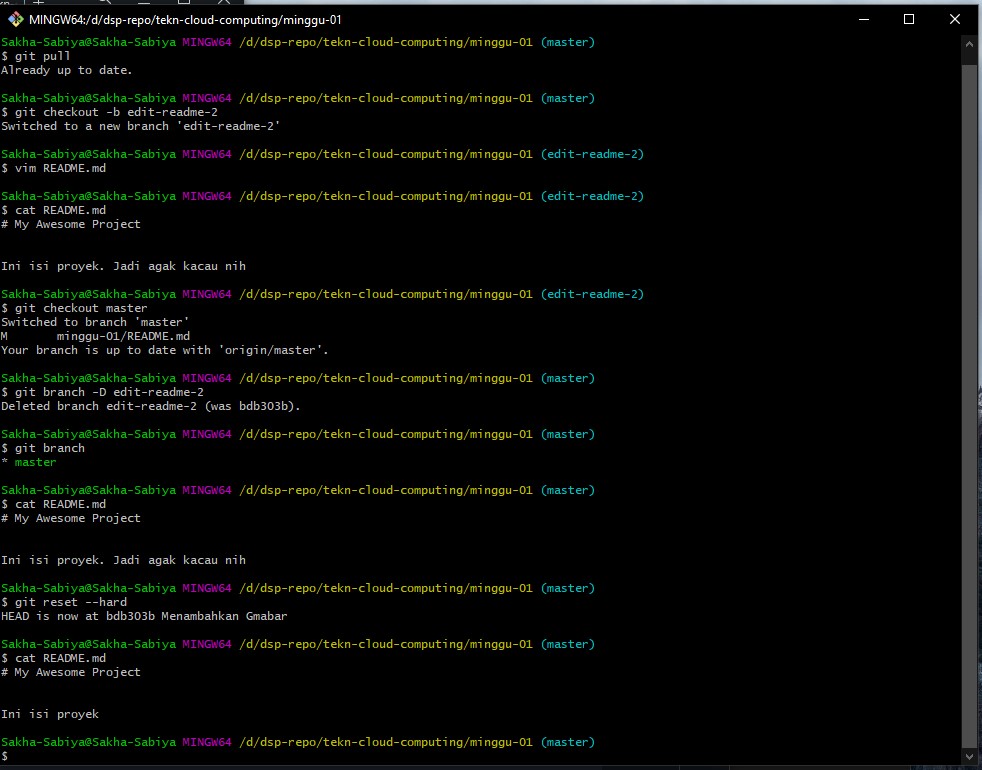 MINGW64:/d/dsp-repo/tekn-cloud-computing/minggu-01
Sakha-Sabiya@Sakha-Sabiya MINGW64 /d/dsp-repo/tekn-cloud-computing/minggu-01 (master)
$ git pull
Already up to date.
Sakha-Sabiya@Sakha-Sabiya MINGW64 /d/dsp-repo/tekn-cloud-computing/minggu-01 (master)
$ git checkout -b edit-readme-2
Switched to a new branch 'edit-readme-2'
Sakha-Sabiya@Sakha-Sabiya MINGW64 /d/dsp-repo/tekn-cloud-computing/minggu-01 (edit-readme-2)
$ vim README.md
Sakha-Sabiya@Sakha-Sabiya MINGW64 /d/dsp-repo/tekn-cloud-computing/minggu-01 (edit-readme-2)
$ cat README.md
# My Awesome Project
Ini isi proyek. Jadi agak kacau nih
Sakha-Sabiya@Sakha-Sabiya MINGW64 /d/dsp-repo/tekn-cloud-computing/minggu-01 (edit-readme-2)
$ git checkout master
Switched to branch 'master'
M       minggu-01/README.md
Your branch is up to date with 'origin/master'.
Sakha-Sabiya@Sakha-Sabiya MINGW64 /d/dsp-repo/tekn-cloud-computing/minggu-01 (master)
$ git branch -D edit-readme-2
Deleted branch edit-readme-2 (was bdb303b).
Sakha-Sabiya@Sakha-Sabiya MINGW64 /d/dsp-repo/tekn-cloud-computing/minggu-01 (master)
$ git branch
* master
Sakha-Sabiya@Sakha-Sabiya MINGW64 /d/dsp-repo/tekn-cloud-computing/minggu-01 (master)
$ cat README.md
# My Awesome Project
Ini isi proyek. Jadi agak kacau nih
Sakha-Sabiya@Sakha-Sabiya MINGW64 /d/dsp-repo/tekn-cloud-computing/minggu-01 (master)
$ git reset --hard
HEAD is now at bdb303b Menambahkan Gmabar
Sakha-Sabiya@Sakha-Sabiya MINGW64 /d/dsp-repo/tekn-cloud-computing/minggu-01 (master)
$ cat README.md
# My Awesome Project
Ini isi proyek
Sakha-Sabiya@Sakha-Sabiya MINGW64 /d/dsp-repo/tekn-cloud-computing/minggu-01 (master)
$